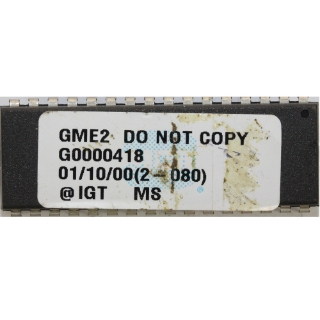 GME2 DO NOT COPY
G0000418
01/10/00(2-080)
@IGT MS